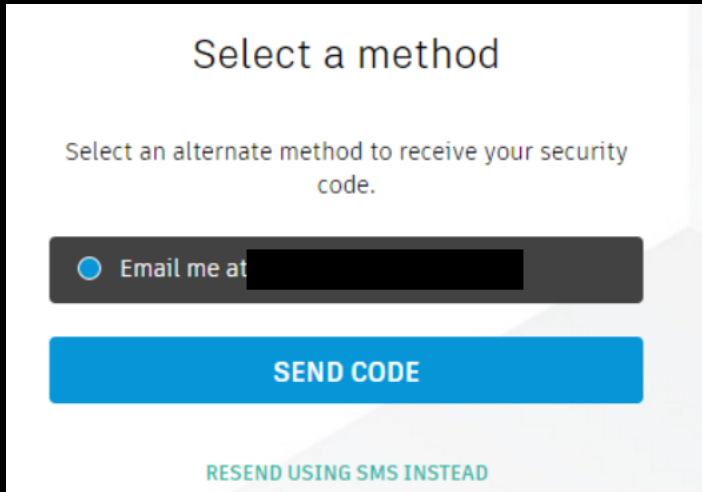 Select a method
Select an alternate method to receive your security
code.
Email me at
SEND CODE
RESEND USING SMS INSTEAD